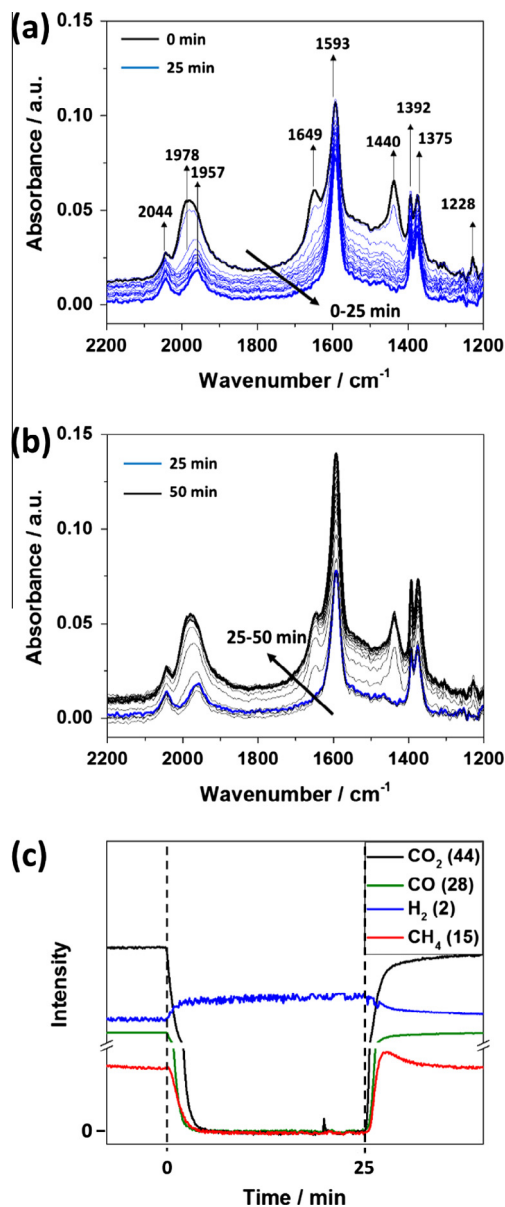 (a)
0.15
0 min
25 min
1593
0.10
1649
1978
1957
1440
1392
1375
2044
1228
0.05
0.00
0-25 min
Absorbance / a.u.
2200 2000 1800 1600 1400 1200
Wavenumber / cm⁻¹
(b)
0.15
25 min
50 min
0.10
0.05
25-50 min
0.00
Absorbance / a.u.
2200 2000 1800 1600 1400 1200
Wavenumber / cm⁻¹
(c)
CO₂ (44)
CO (28)
H₂ (2)
CH₄ (15)
Intensity
0
0 25
Time / min